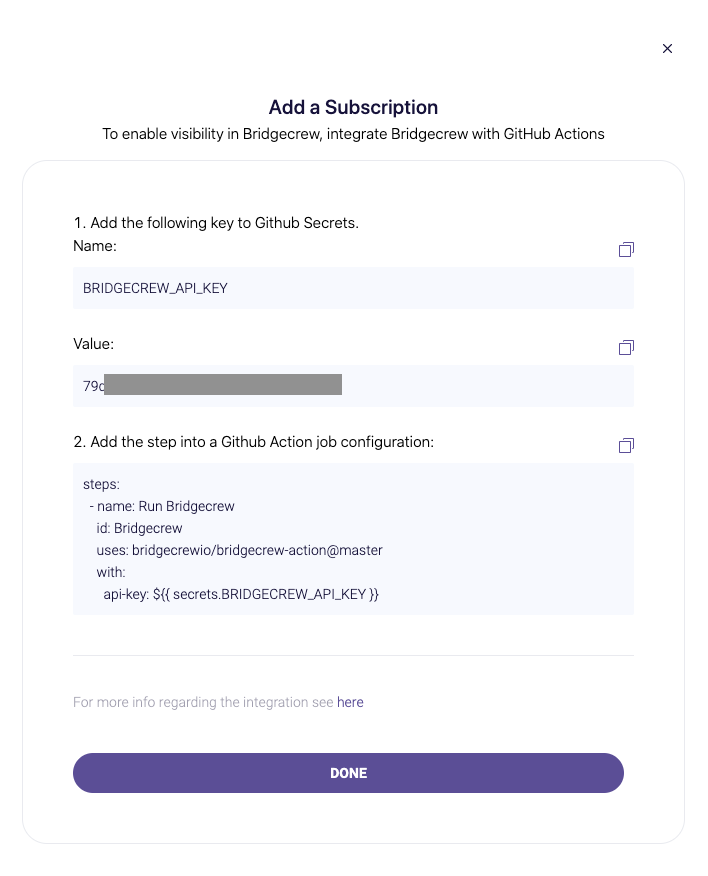 Add a Subscription
To enable visibility in Bridgecrew, integrate Bridgecrew with GitHub Actions
1. Add the following key to Github Secrets.
Name:
BRIDGECREW_API_KEY
Value:
79c
2. Add the step into a Github Action job configuration:
steps:
- name: Run Bridgecrew
id: Bridgecrew
uses: bridgecrewio/bridgecrew-action@master
with:
api-key: ${{ secrets.BRIDGECREW_API_KEY }}
For more info regarding the integration see here
DONE